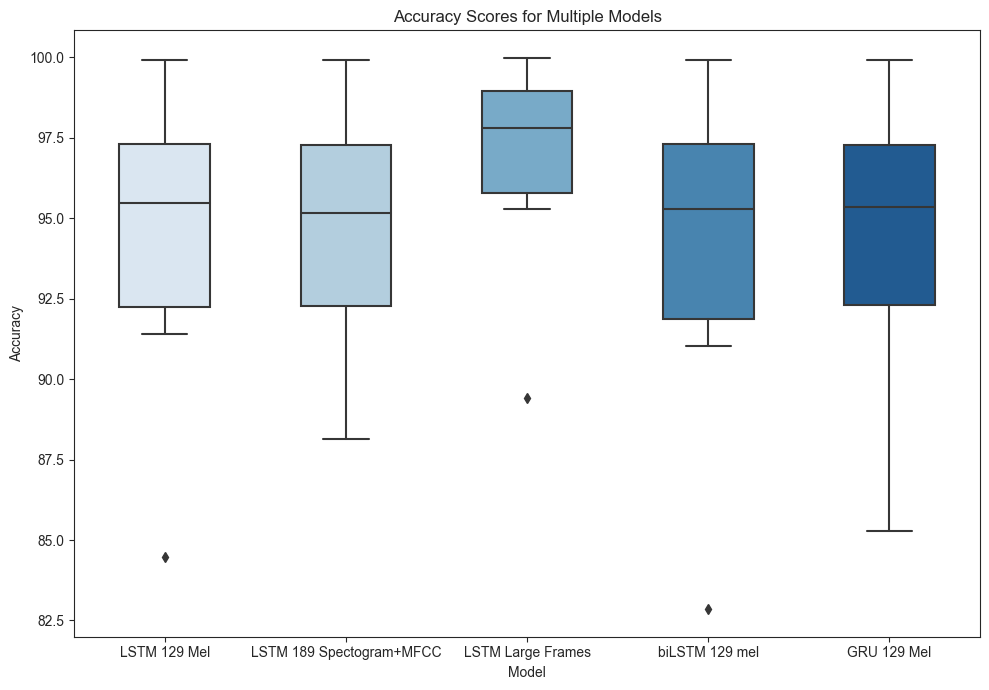 Accuracy Scores for Multiple Models
100.0
97.5
95.0
92.5
90.0
87.5
85.0
82.5
Accuracy
LSTM 129 Mel LSTM 189 Spectogram+MFCC LSTM Large Frames biLSTM 129 mel GRU 129 Mel
Model